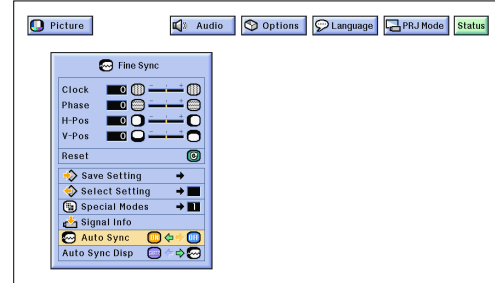 Picture Audio Options Language PRJ Mode Status
Fine Sync
Clock 0
Phase 0
H-Pos 0
V-Pos 0
Reset
Save Setting
Select Setting
Special Modes 1
Signal Info
Auto Sync
Auto Sync Disp